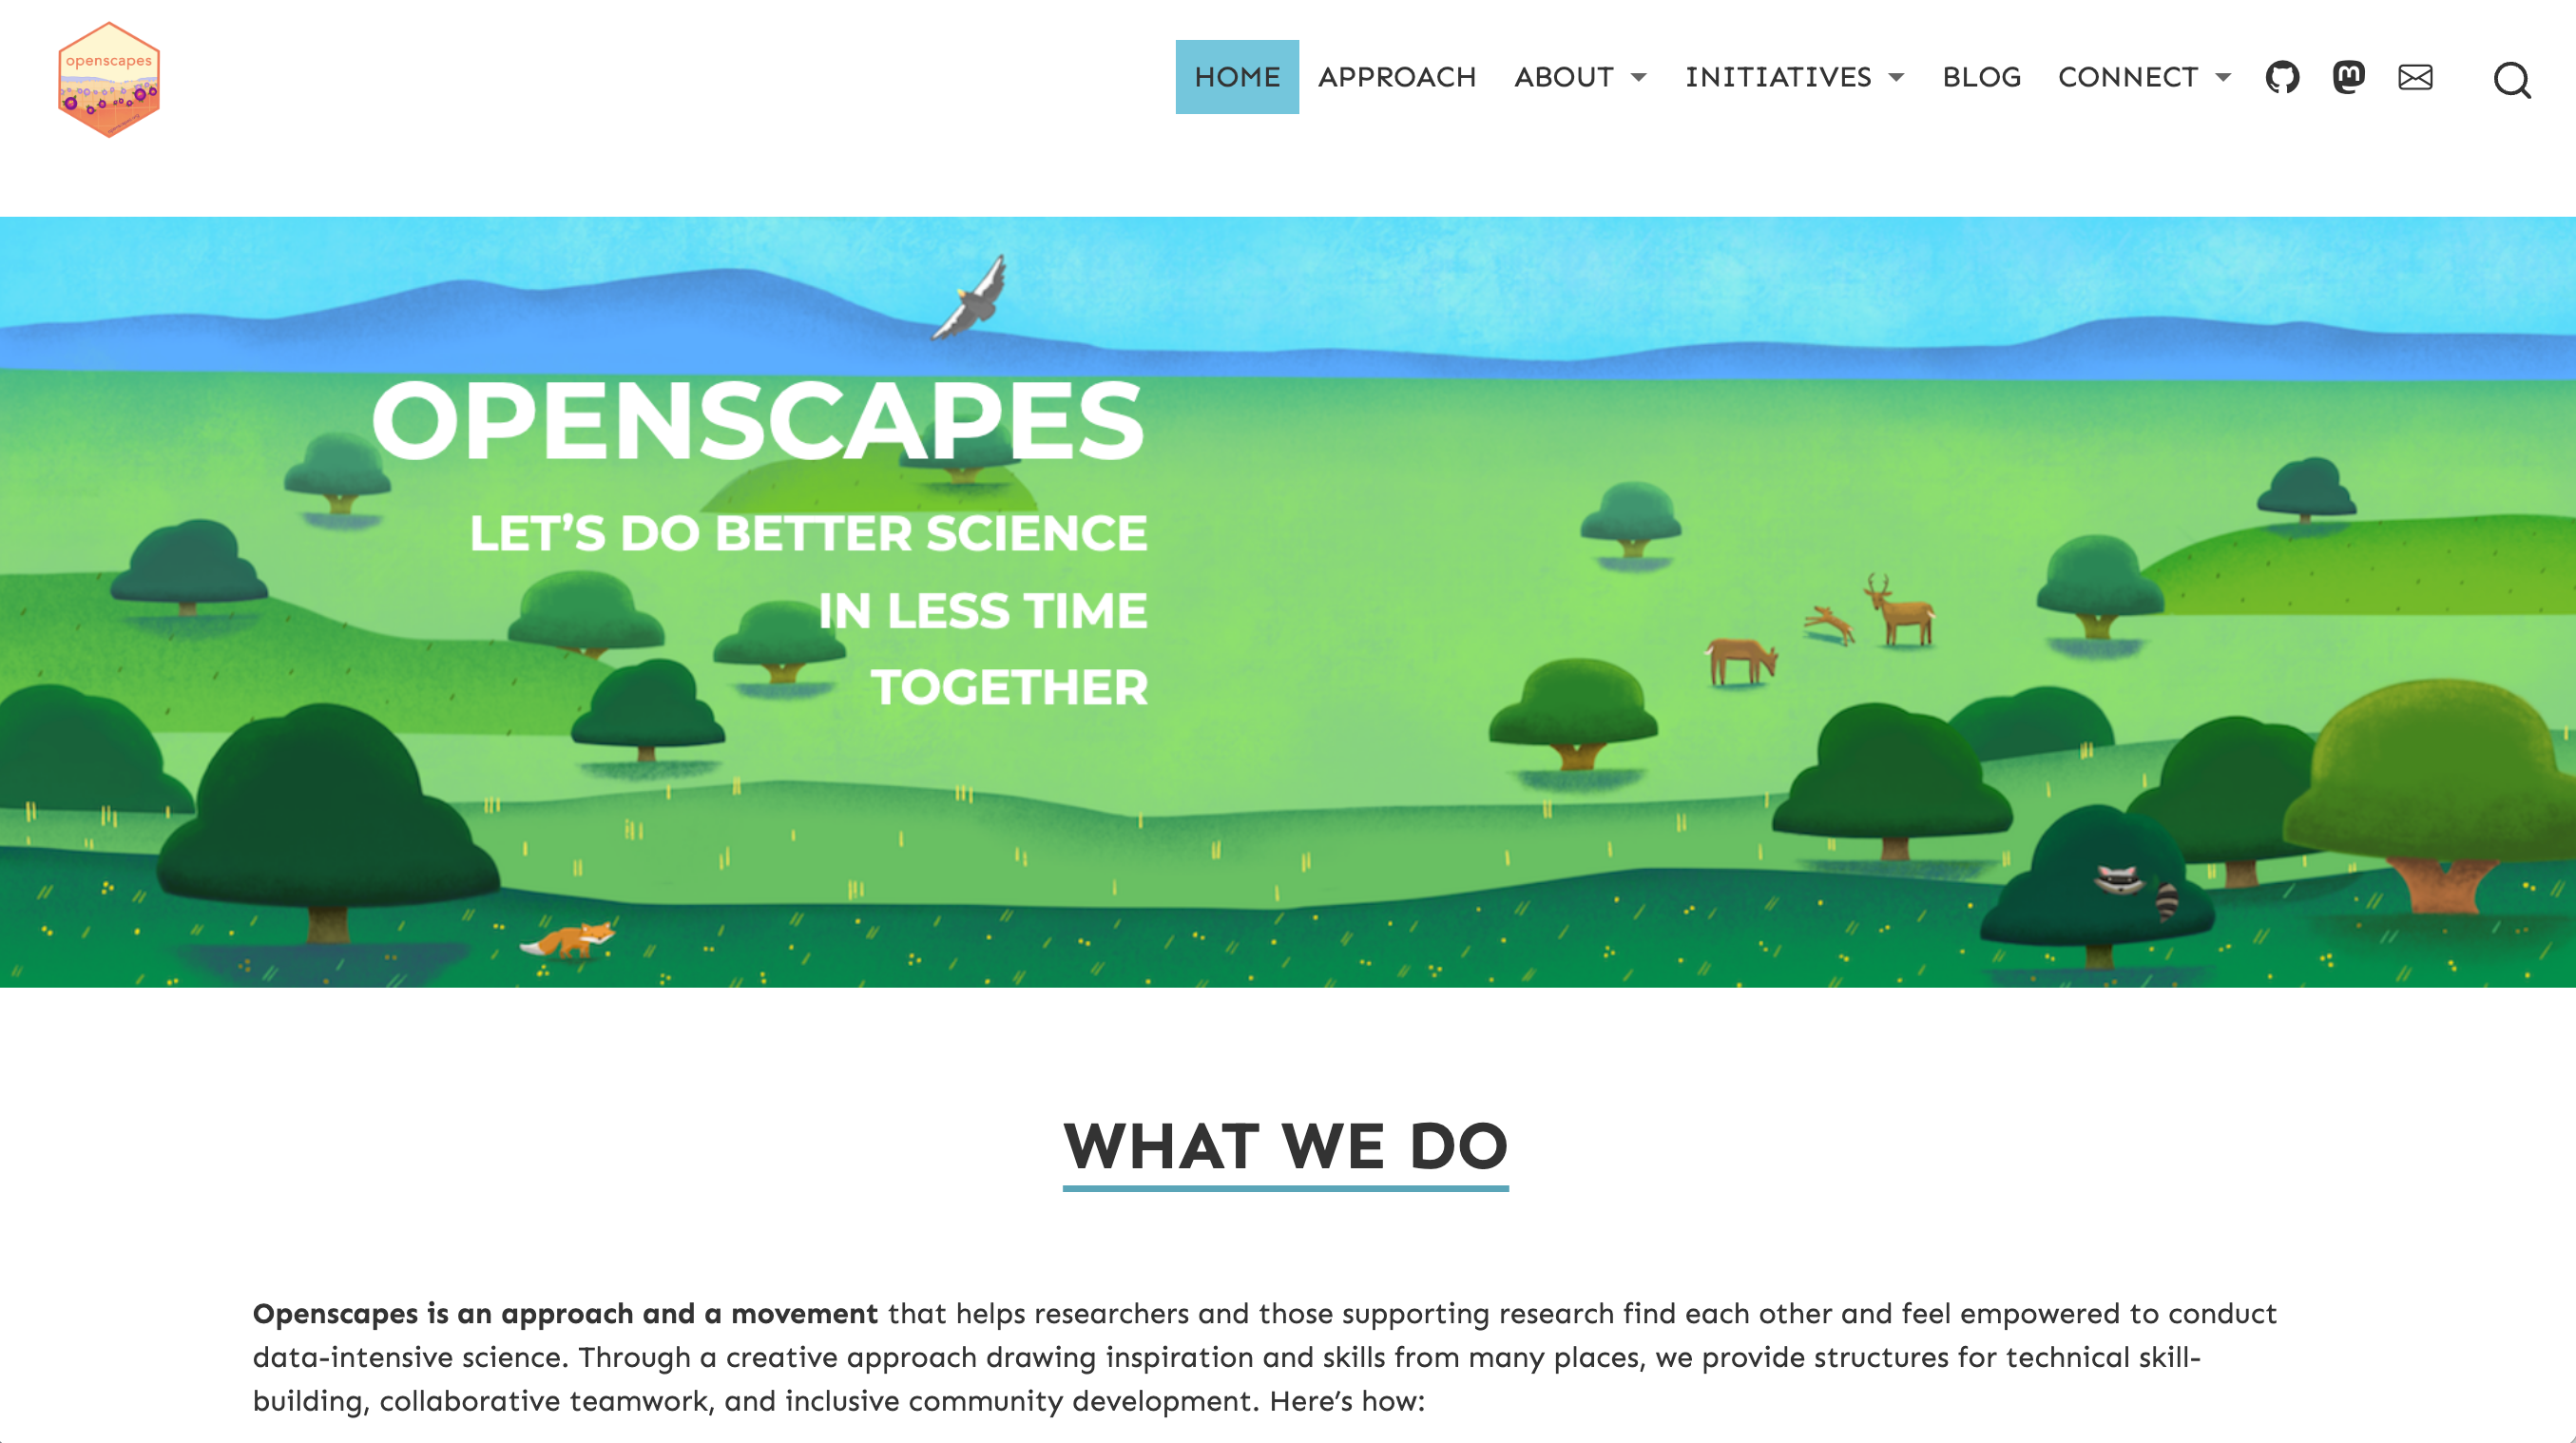 openscapes
HOME
APPROACH
ABOUT
INITIATIVES
BLOG
CONNECT
OPENSCAPES
LET’S DO BETTER SCIENCE
IN LESS TIME
TOGETHER
WHAT WE DO
Openscapes is an approach and a movement that helps researchers and those supporting research find each other and feel empowered to conduct
data-intensive science. Through a creative approach drawing inspiration and skills from many places, we provide structures for technical skill-
building, collaborative teamwork, and inclusive community development. Here’s how: